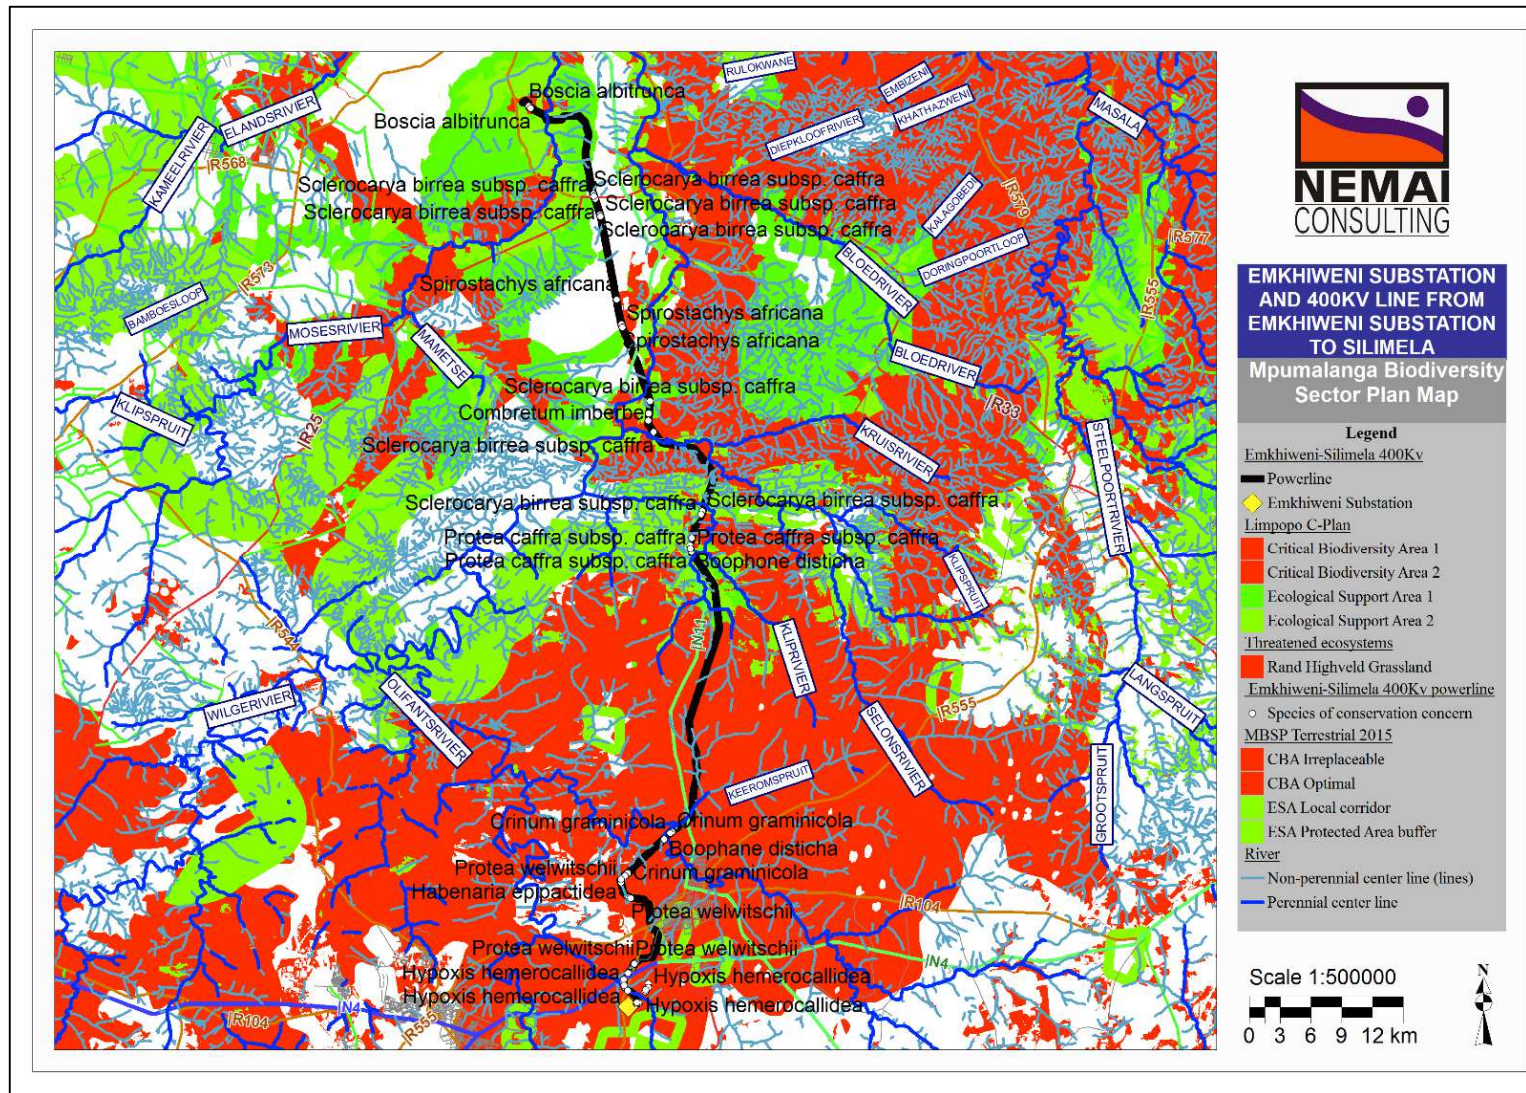 RULOKWANE
EMBIZENI
Boscia albitrunca
MASALA
ELANDSRIVIER
KHATHAZWENI
Boscia albitrunca
DIEPKLOOFRIVIER
KAMEELRIVIER
R568
Sclerocarya birrea subsp. caffra
Sclerocarya birrea subsp. caffra
R579
KALAGOBEDI
Sclerocarya birrea subsp. caffra
Sclerocarya birrea subsp. caffra
Sclerocarya birrea subsp. caffra
R577
DORINGPOORTLOOP
BLOEDRIVIER
R573
Spirostachys africana
R555
BAMBOESLOOP
Spirostachys africana
MOSESRIVIER
Spirostachys africana
MAMETSE
BLOEDRIVER
Sclerocarya birrea subsp. caffra
R33
Combretum imberbe
KLIPSPRUIT
R25
Sclerocarya birrea subsp. caffra
KRUISRIVIER
STEELPOORTRIVIER
Sclerocarya birrea subsp. caffra
Sclerocarya birrea subsp. caffra
Protea caffra subsp. caffra
Protea caffra subsp. caffra
Protea caffra subsp. caffra
Boophone disticha
KLIPSPRUIT
R544
N11
KLIPRIVIER
WILGERIVIER
OLIFANTSRIVIER
LANGSPRUIT
R555
SELONSRIVIER
KEEROMSPRUIT
GROOTSPRUIT
Crinum graminicola
Crinum graminicola
Boophane disticha
Protea welwitschii
Crinum graminicola
Habenaria epipactidea
Protea welwitschii
R104
Protea welwitschii
Protea welwitschii
N4
Hypoxis hemerocallidea
Hypoxis hemerocallidea
Hypoxis hemerocallidea
Hypoxis hemerocallidea
N4
R104
R555
NEMAI
CONSULTING
EMKHIWENI SUBSTATION
AND 400KV LINE FROM
EMKHIWENI SUBSTATION
TO SILIMELA
Mpumalanga Biodiversity
Sector Plan Map
Legend
Emkhiweni-Silimela 400Kv
Powerline
Emkhiweni Substation
Limpopo C-Plan
Critical Biodiversity Area 1
Critical Biodiversity Area 2
Ecological Support Area 1
Ecological Support Area 2
Threatened ecosystems
Rand Highveld Grassland
Emkhiweni-Silimela 400Kv powerline
Species of conservation concern
MBSP Terrestrial 2015
CBA Irreplaceable
CBA Optimal
ESA Local corridor
ESA Protected Area buffer
River
Non-perennial center line (lines)
Perennial center line
Scale 1:500000
0 3 6 9 12 km
N